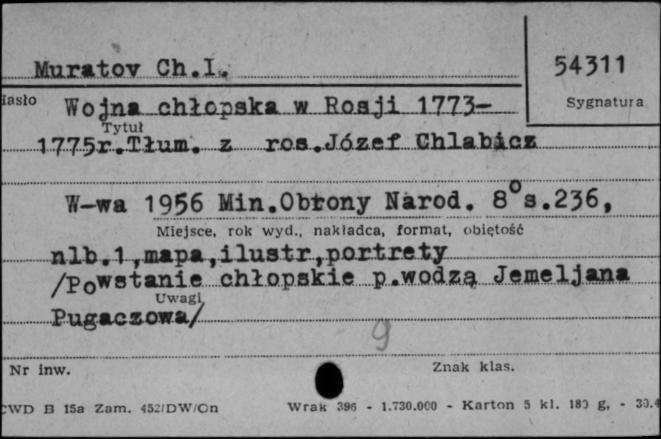 Muratov Ch.I.
54311
Hasło
Wojna chłopska w Rosji 1773-
Sygnatura
Tytuł
1775r.Tłum. z ros.Józef Chlabicz
W-wa 1956 Min.Obrony Narod. 8°s.236,
Miejsce, rok wyd., nakładca, format, objętość
nlb.1,mapa,ilustr,portrety
/Powstanie chłopskie p.wodzą Jemeljana
Uwagi
Pugaczowa/
9
Nr inw.
Znak klas.
CWD B 15a Zam. 452/DW/Gn
Wrak 396 - 1.730.000 - Karton 5 kl. 180 g, - 30.4